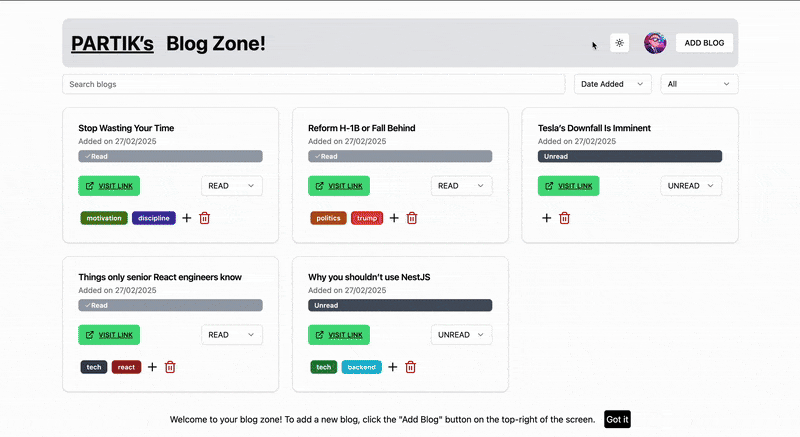 PARTIK's Blog Zone!
ADD BLOG
Search blogs
Date Added
All
Stop Wasting Your Time
Added on 27/02/2025
✓Read
VISIT LINK
READ
motivation discipline
Reform H-1B or Fall Behind
Added on 27/02/2025
✓Read
VISIT LINK
READ
politics trump
Tesla's Downfall Is Imminent
Added on 27/02/2025
Unread
VISIT LINK
UNREAD
Things only senior React engineers know
Added on 27/02/2025
✓Read
VISIT LINK
READ
tech react
Why you shouldn't use NestJS
Added on 27/02/2025
Unread
VISIT LINK
UNREAD
tech backend
Welcome to your blog zone! To add a new blog, click the "Add Blog" button on the top-right of the screen.
Got it